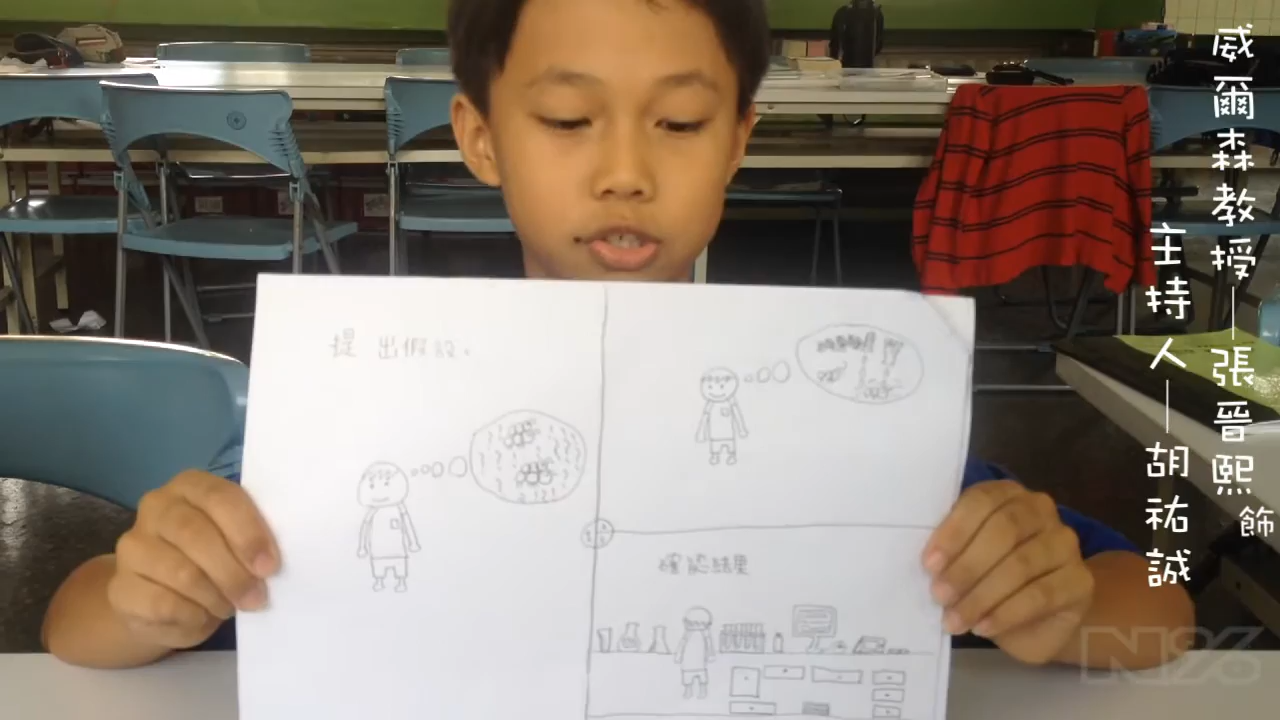 威爾森教授—張晉熙飾
主持人—胡祐誠
提出假設。
確認結果
N%